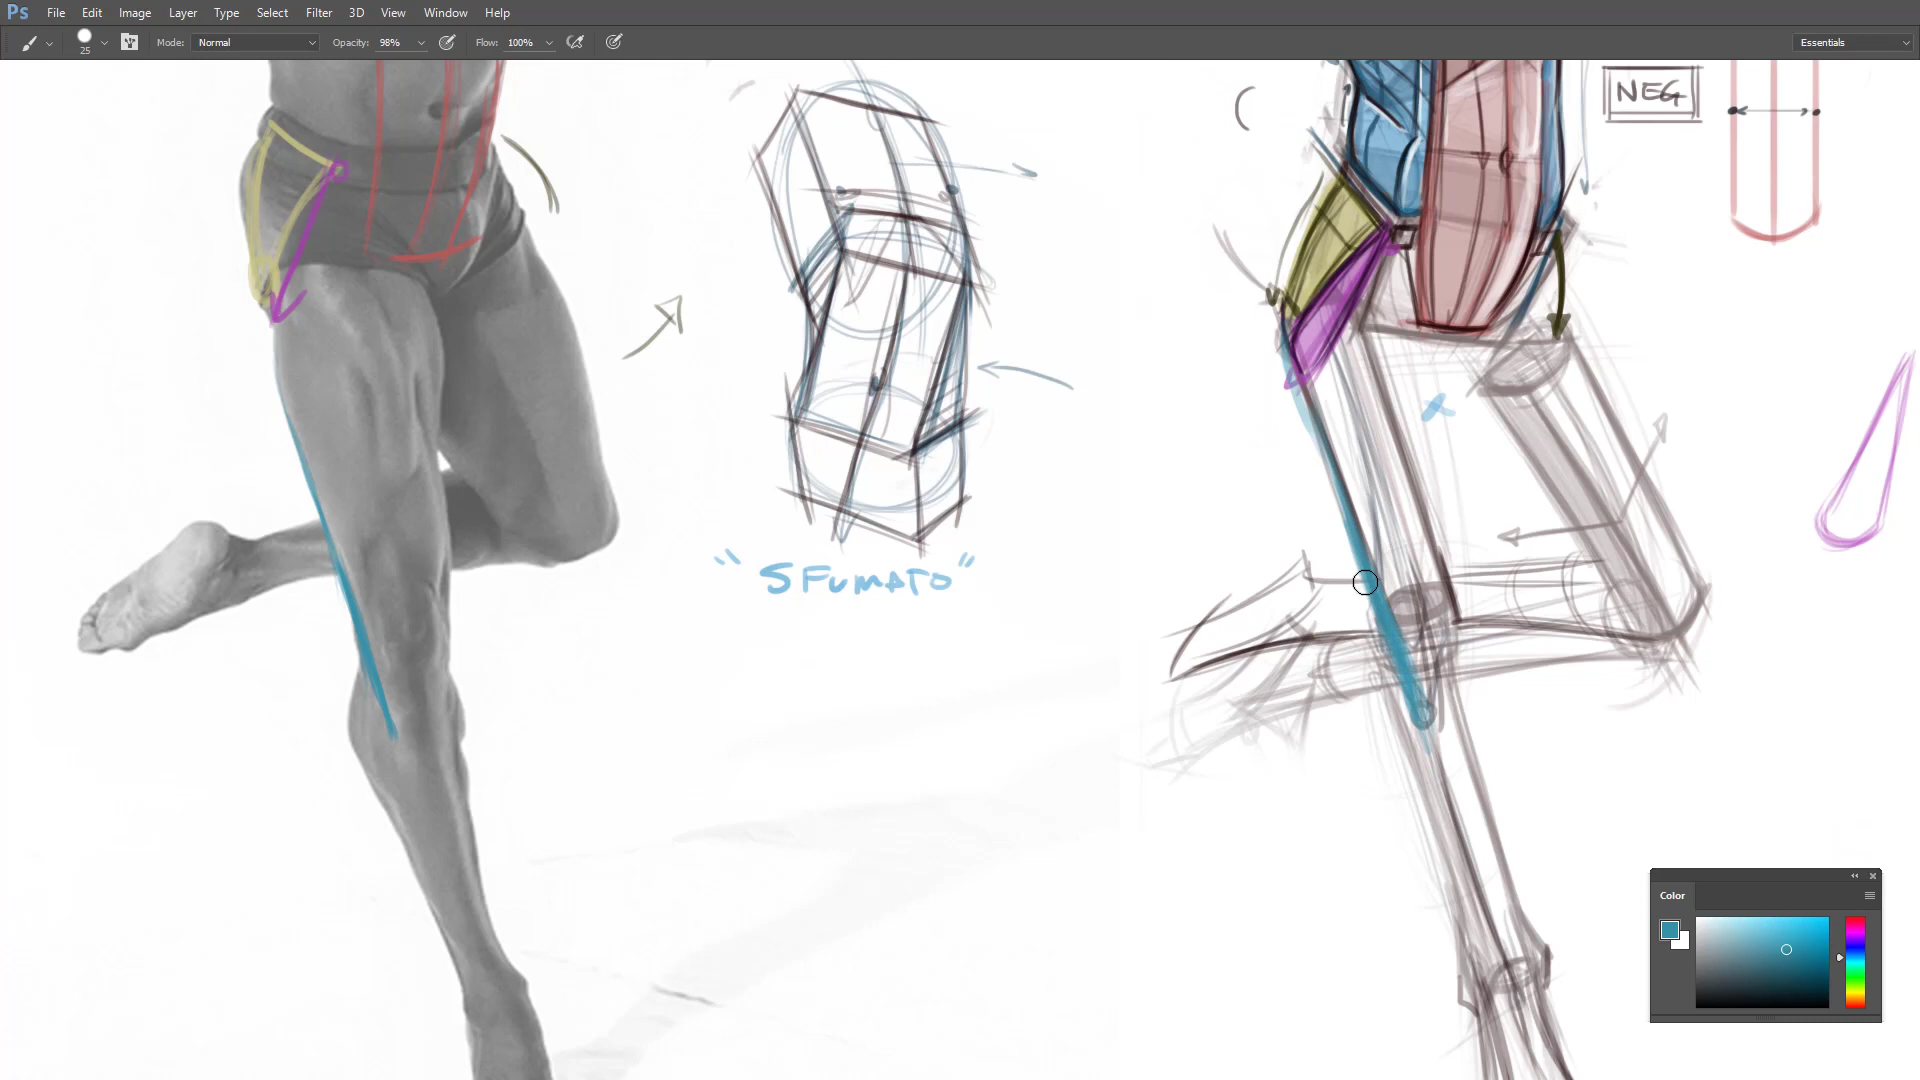 Ps File Edit Image Layer Type Select Filter 3D View Window Help
25 Mode: Normal Opacity: 98% Flow: 100% Essentials
NEG
"SFUMATO"
Color